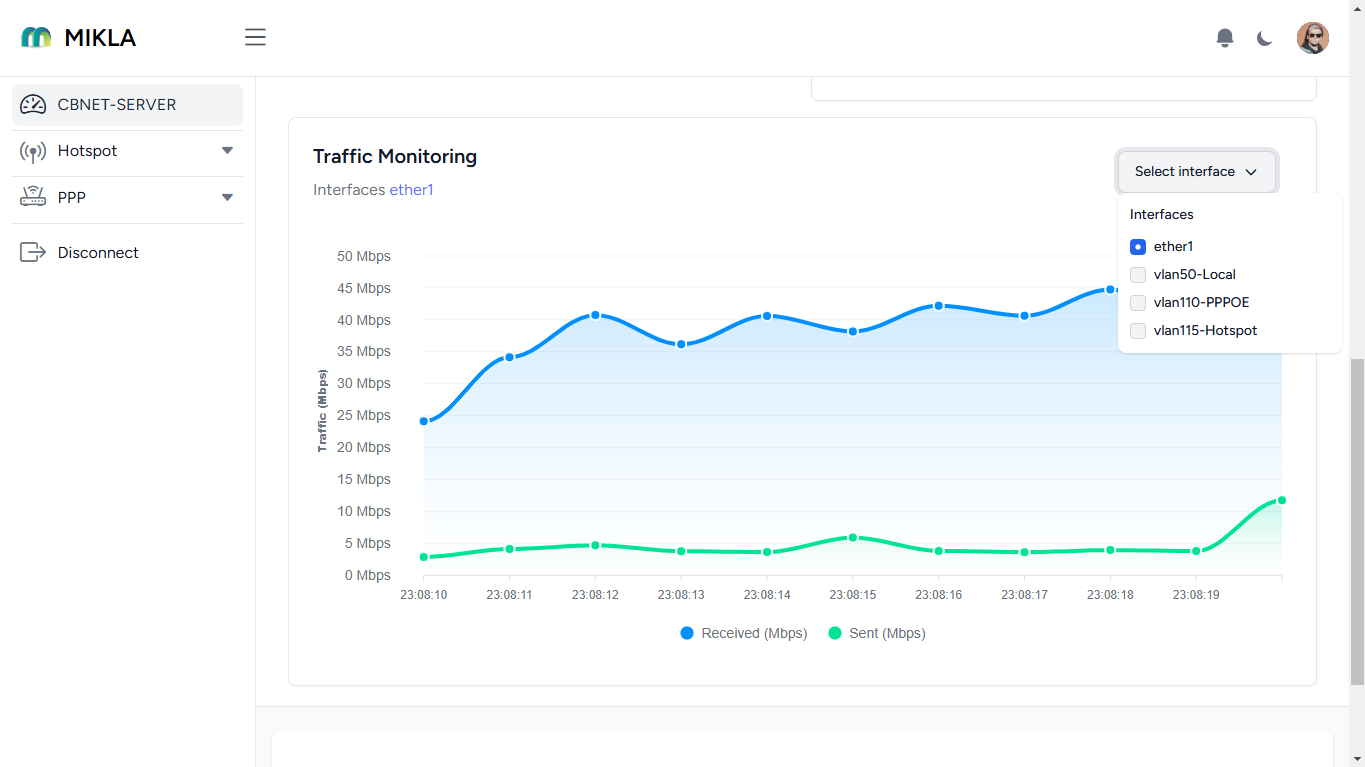 MIKLA
CBNET-SERVER
Hotspot
PPP
Disconnect
Traffic Monitoring
Interfaces ether1
Select interface
Interfaces
ether1
vlan50-Local
vlan110-PPPOE
vlan115-Hotspot
Traffic (Mbps)
50 Mbps
45 Mbps
40 Mbps
35 Mbps
30 Mbps
25 Mbps
20 Mbps
15 Mbps
10 Mbps
5 Mbps
0 Mbps
23:08:10 23:08:11 23:08:12 23:08:13 23:08:14 23:08:15 23:08:16 23:08:17 23:08:18 23:08:19
Received (Mbps) Sent (Mbps)